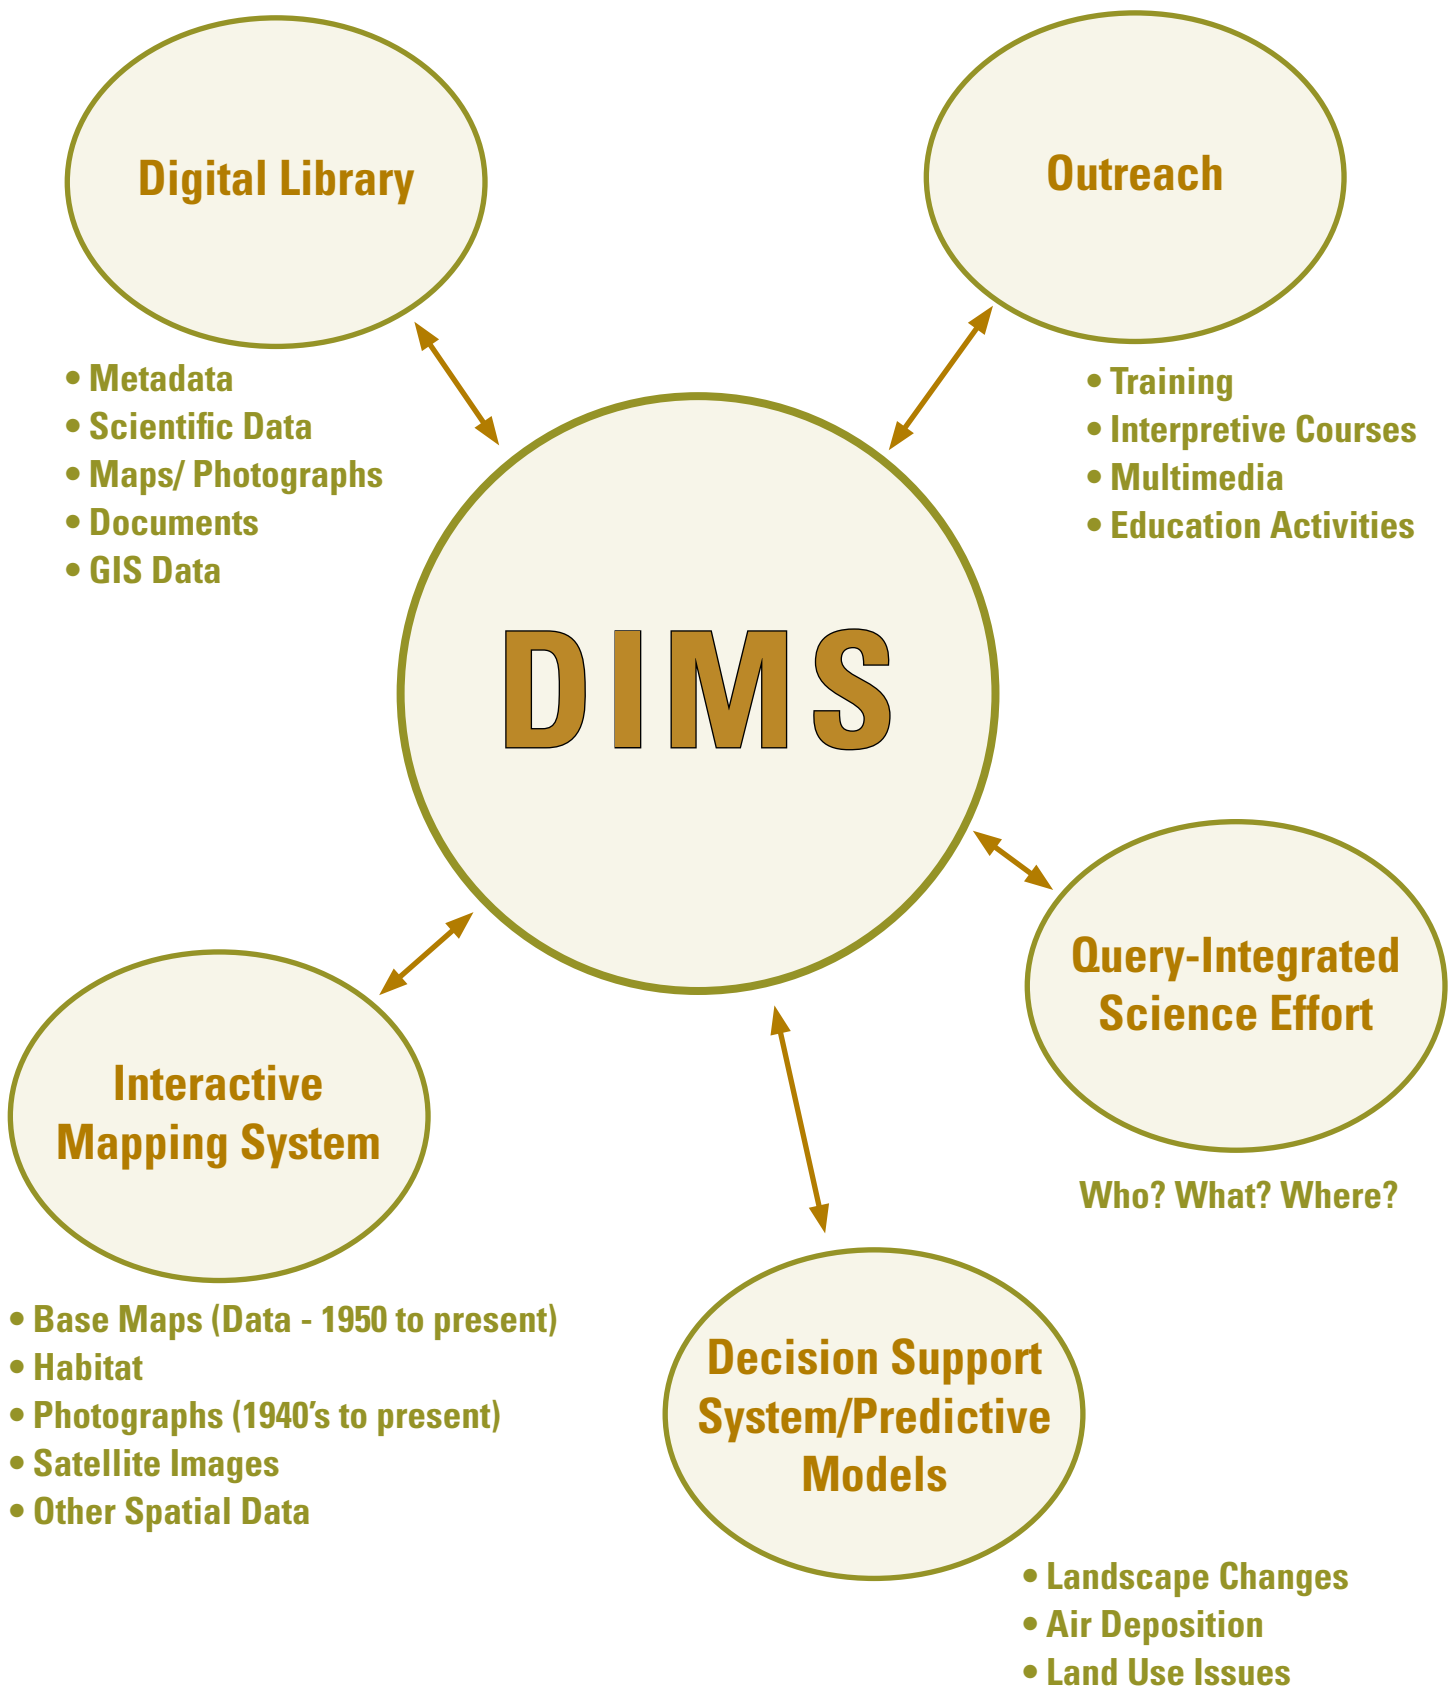 Digital Library
• Metadata
• Scientific Data
• Maps/ Photographs
• Documents
• GIS Data
Outreach
• Training
• Interpretive Courses
• Multimedia
• Education Activities
DIMS
Query-Integrated
Science Effort
Who? What? Where?
Interactive
Mapping System
• Base Maps (Data - 1950 to present)
• Habitat
• Photographs (1940's to present)
• Satellite Images
• Other Spatial Data
Decision Support
System/Predictive
Models
• Landscape Changes
• Air Deposition
• Land Use Issues